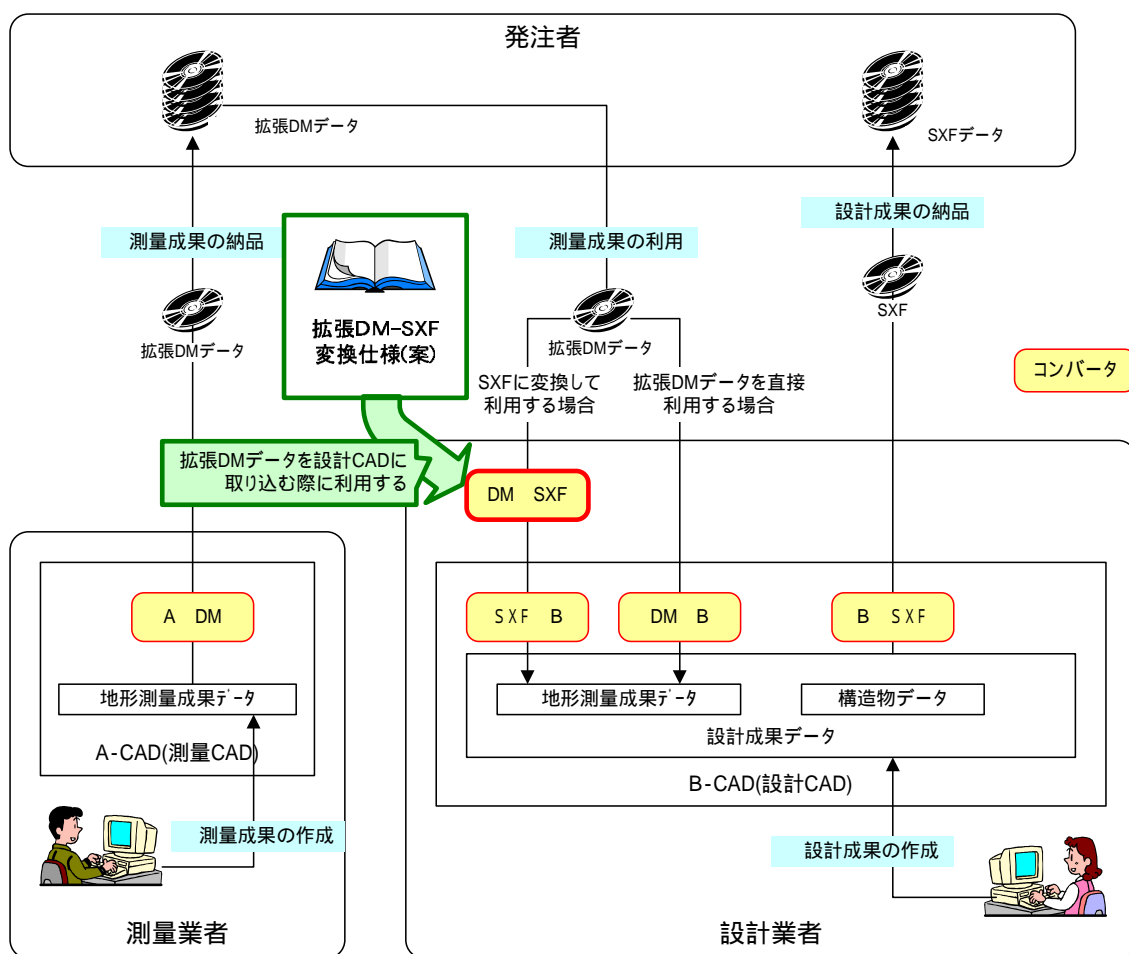 発注者
拡張DMデータ
SXFデータ
測量成果の納品
測量成果の利用
設計成果の納品
拡張DM-SXF
変換仕様(案)
拡張DMデータ
拡張DMデータ
SXF
コンバータ
SXFに変換して
利用する場合
拡張DMデータを直接
利用する場合
拡張DMデータを設計CADに
取り込む際に利用する
DM SXF
A DM
SXF B
DM B
B SXF
地形測量成果データ
地形測量成果データ
構造物データ
設計成果データ
A-CAD(測量CAD)
B-CAD(設計CAD)
測量成果の作成
設計成果の作成
測量業者
設計業者